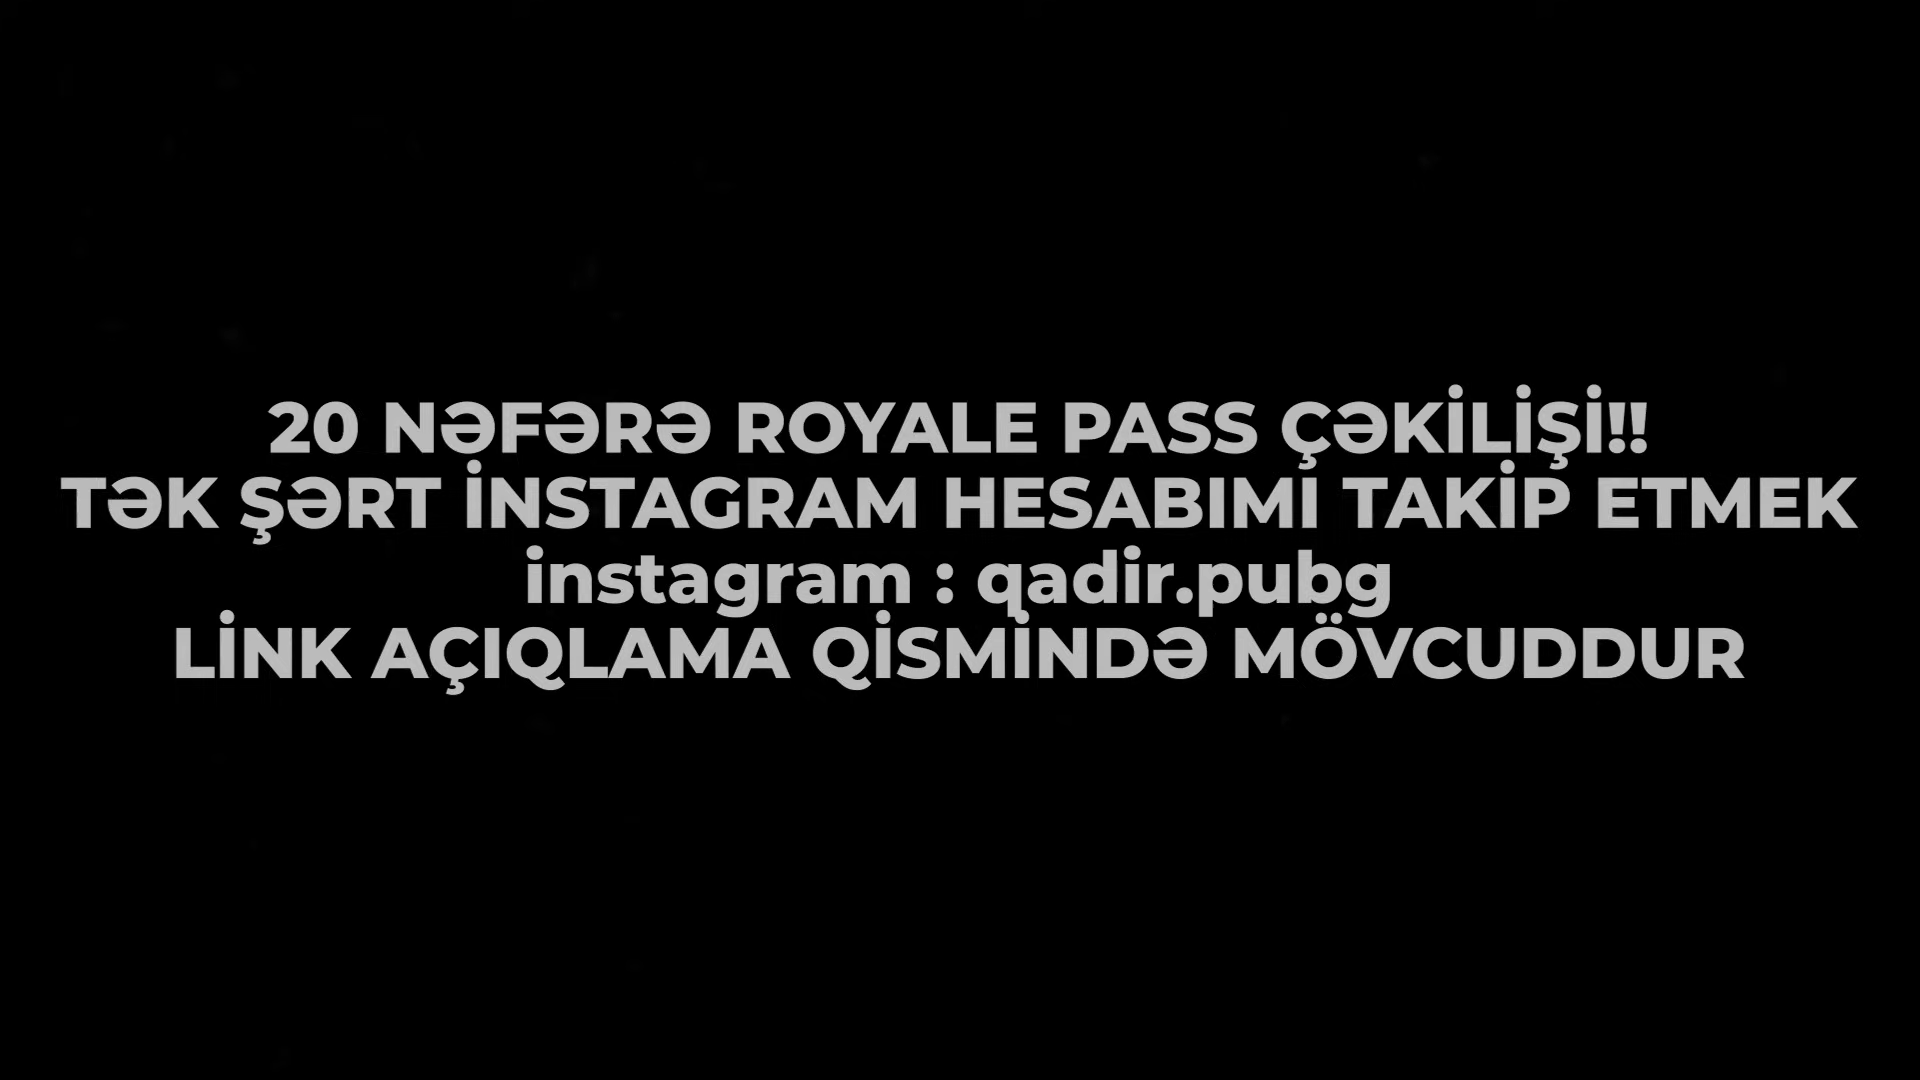 20 NƏFƏRƏ ROYALE PASS ÇƏKİLİŞİ!!
TƏK ŞƏRT İNSTAGRAM HESABIMI TAKİP ETMEK
instagram : qadir.pubg
LİNK AÇIQLAMA QİSMİNDƏ MÖVCUDDUR